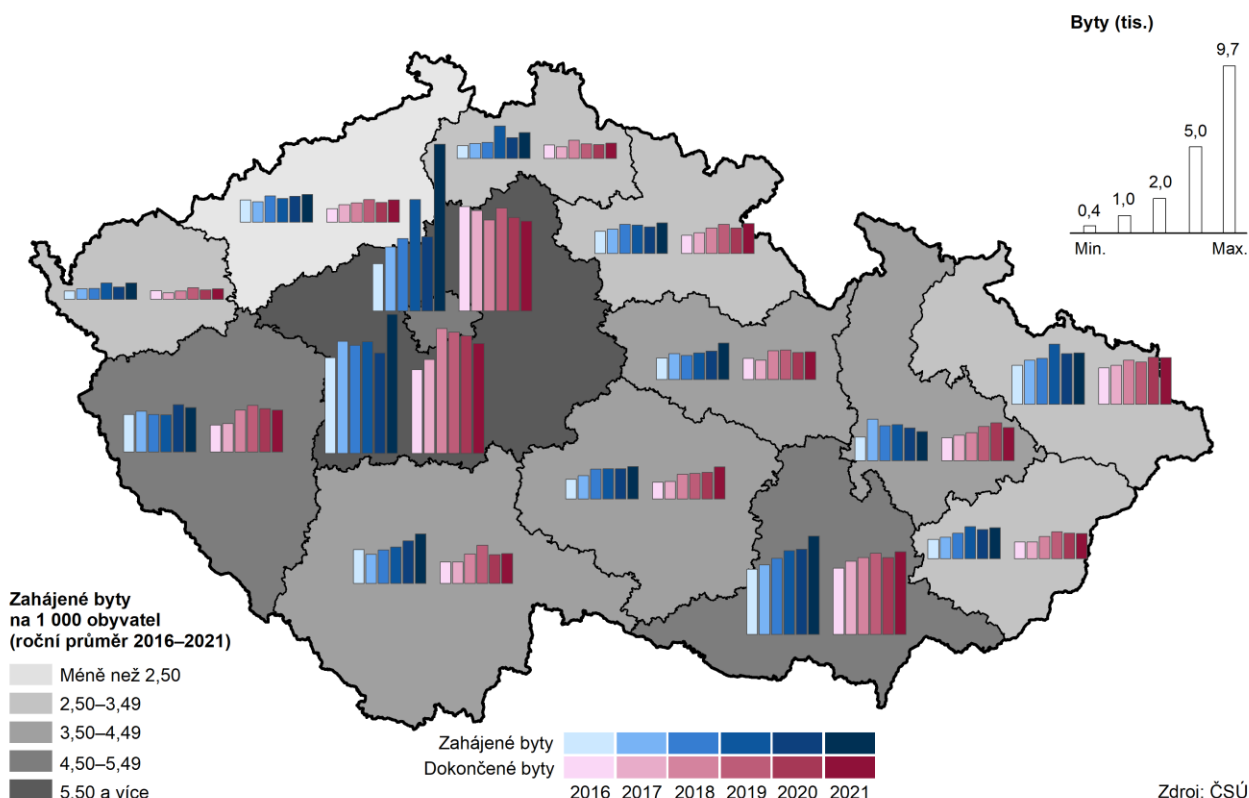 Byty (tis.)
9,7
5,0
2,0
1,0
0,4
Min.
Max.
Zahájené byty
na 1 000 obyvatel
(roční průměr 2016–2021)
Méně než 2,50
2,50–3,49
3,50–4,49
4,50–5,49
5,50 a více
Zahájené byty
Dokončené byty
2016 2017 2018 2019 2020 2021
Zdroj: ČSÚ